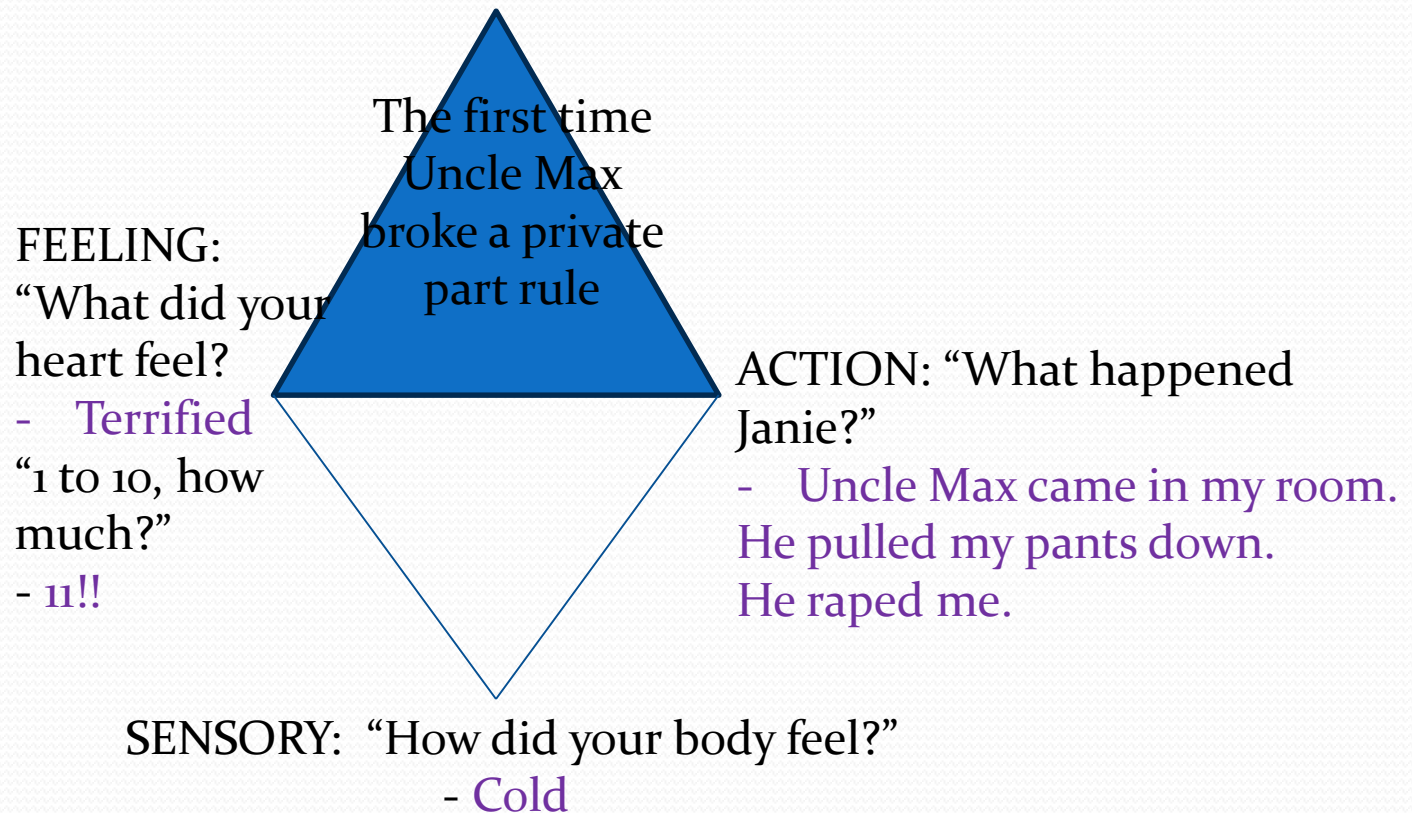 The first time
Uncle Max
broke a private
part rule
FEELING:
“What did your
heart feel?
- Terrified
“1 to 10, how
much?”
- 11!!
ACTION: “What happened
Janie?”
- Uncle Max came in my room.
He pulled my pants down.
He raped me.
SENSORY: “How did your body feel?”
- Cold